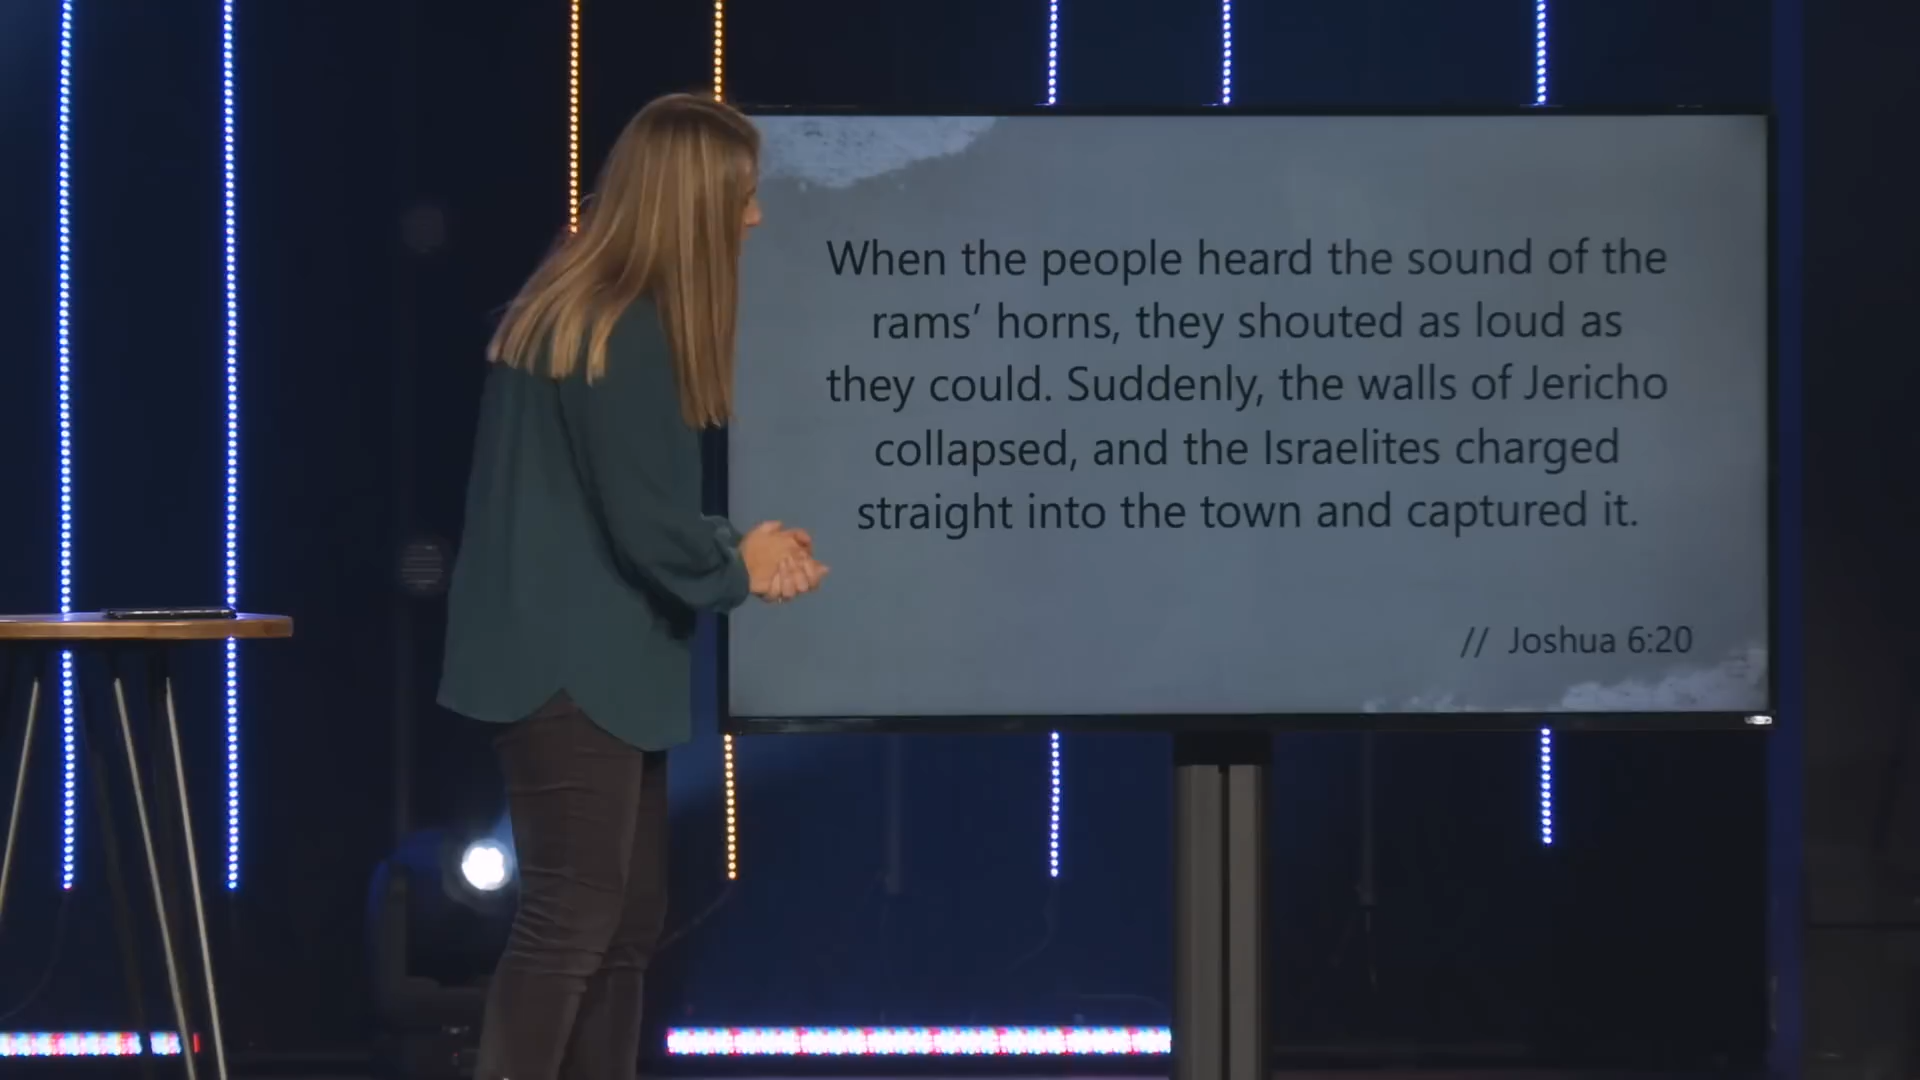 When the people heard the sound of the
rams’ horns, they shouted as loud as
they could. Suddenly, the walls of Jericho
collapsed, and the Israelites charged
straight into the town and captured it.
// Joshua 6:20